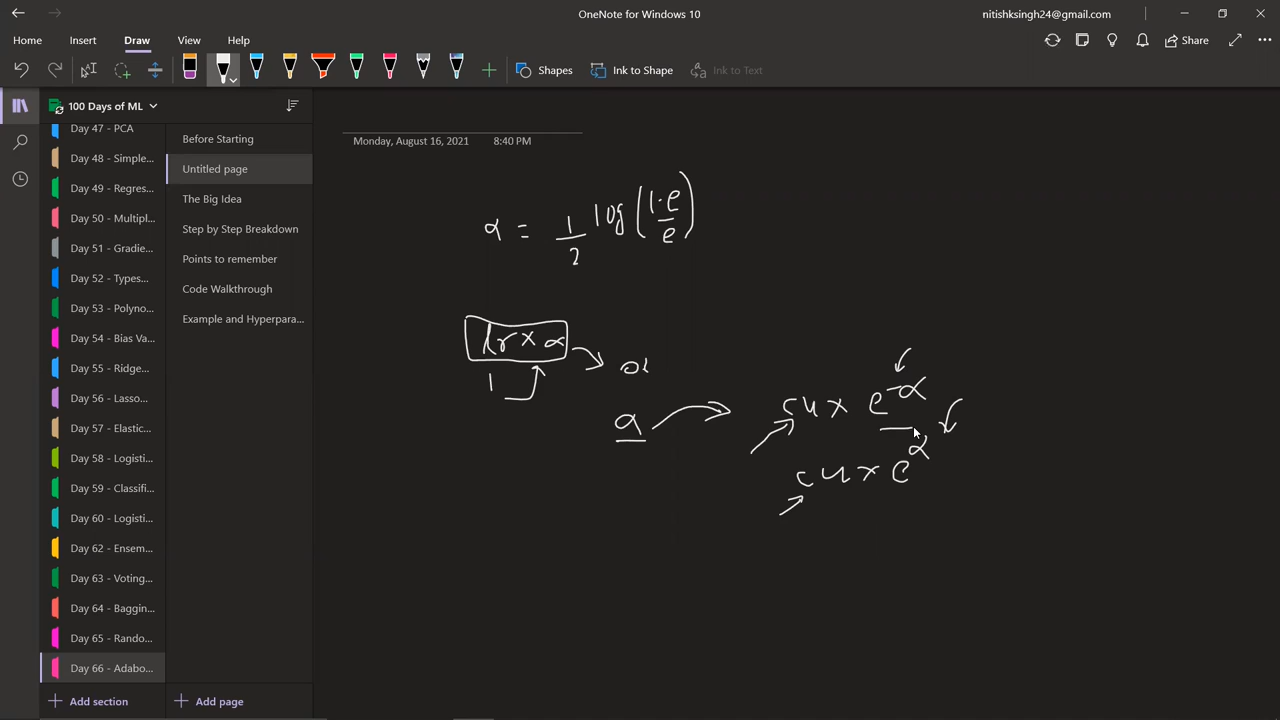 OneNote for Windows 10
nitishksingh24@gmail.com
Home Insert Draw View Help
Share
Shapes
Ink to Shape
Ink to Text
100 Days of ML
Day 47 - PCA
Day 48 - Simple...
Day 49 - Regres...
Day 50 - Multipl...
Day 51 - Gradie...
Day 52 - Types...
Day 53 - Polyno...
Day 54 - Bias Va...
Day 55 - Ridge...
Day 56 - Lasso...
Day 57 - Elastic...
Day 58 - Logisti...
Day 59 - Classifi...
Day 60 - Logisti...
Day 62 - Ensem...
Day 63 - Voting...
Day 64 - Baggin...
Day 65 - Rando...
Day 66 - Adabo...
Add section
Before Starting
Untitled page
The Big Idea
Step by Step Breakdown
Points to remember
Code Walkthrough
Example and Hyperpara...
Add page
Monday, August 16, 2021 8:40 PM
α = 1/2 log(1-e/e)
lr × α
1
α
cu × e^-α
cu × e^α